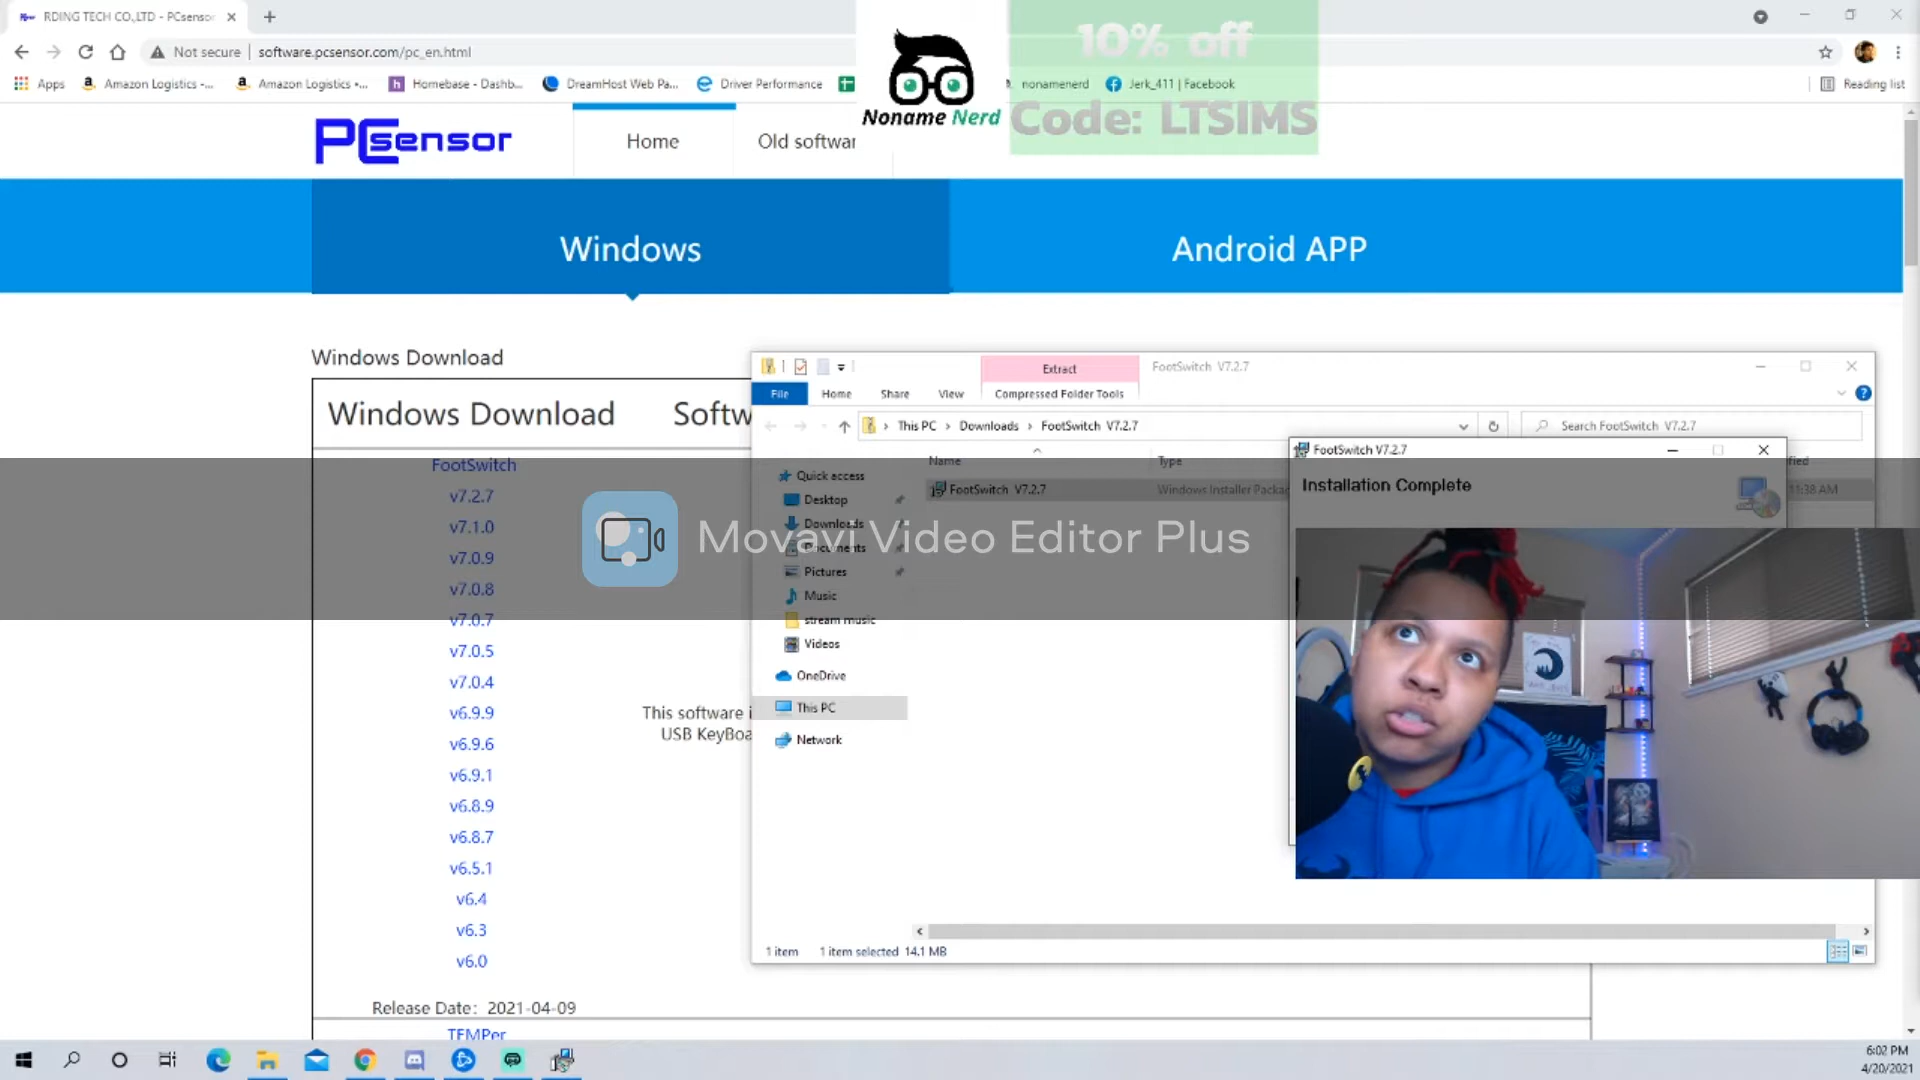 RDING TECH CO.,LTD - PCsensor
Not secure
software.pcsensor.com/pc_en.html
Apps
Amazon Logistics -...
Amazon Logistics •...
Homebase - Dashb...
DreamHost Web Pa...
Driver Performance
nonamenerd
Jerk_411 | Facebook
Reading list
Noname Nerd
10% off
Code: LTSIMS
PCsensor
Home
Old softwar
Windows
Android APP
Windows Download
Windows Download
Softw
FootSwitch
v7.2.7
v7.1.0
v7.0.9
v7.0.8
v7.0.7
v7.0.5
v7.0.4
v6.9.9
v6.9.6
v6.9.1
v6.8.9
v6.8.7
v6.5.1
v6.4
v6.3
v6.0
This software i
USB KeyBoa
Release Date: 2021-04-09
TEMPer
Extract
FootSwitch V7.2.7
File
Home
Share
View
Compressed Folder Tools
This PC
Downloads
FootSwitch V7.2.7
Search FootSwitch V7.2.7
Name
Type
fied
FootSwitch V7.2.7
Windows Installer Packag
11:38 AM
Quick access
Desktop
Downloads
Documents
Pictures
Music
stream music
Videos
OneDrive
This PC
Network
1 item
1 item selected 14.1 MB
FootSwitch V7.2.7
Installation Complete
Movavi Video Editor Plus
6:02 PM
4/20/2021